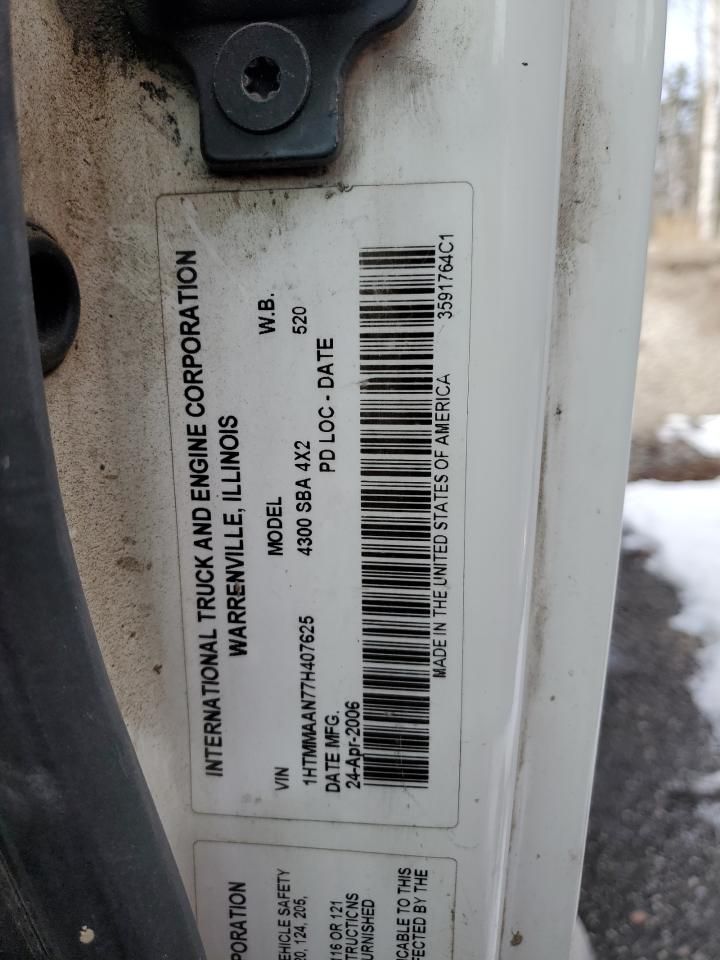 INTERNATIONAL TRUCK AND ENGINE CORPORATION
WARRENVILLE, ILLINOIS
VIN MODEL W.B.
1HTMMAAN77H407625 4300 SBA 4X2 520
DATE MFG. PD LOC - DATE
24-Apr-2006
MADE IN THE UNITED STATES OF AMERICA 3591764C1
PORATION
EHICLE SAFETY
20, 124, 205,
116 OR 121
TRUCTIONS
URNISHED
ICABLE TO THIS
FECTED BY THE